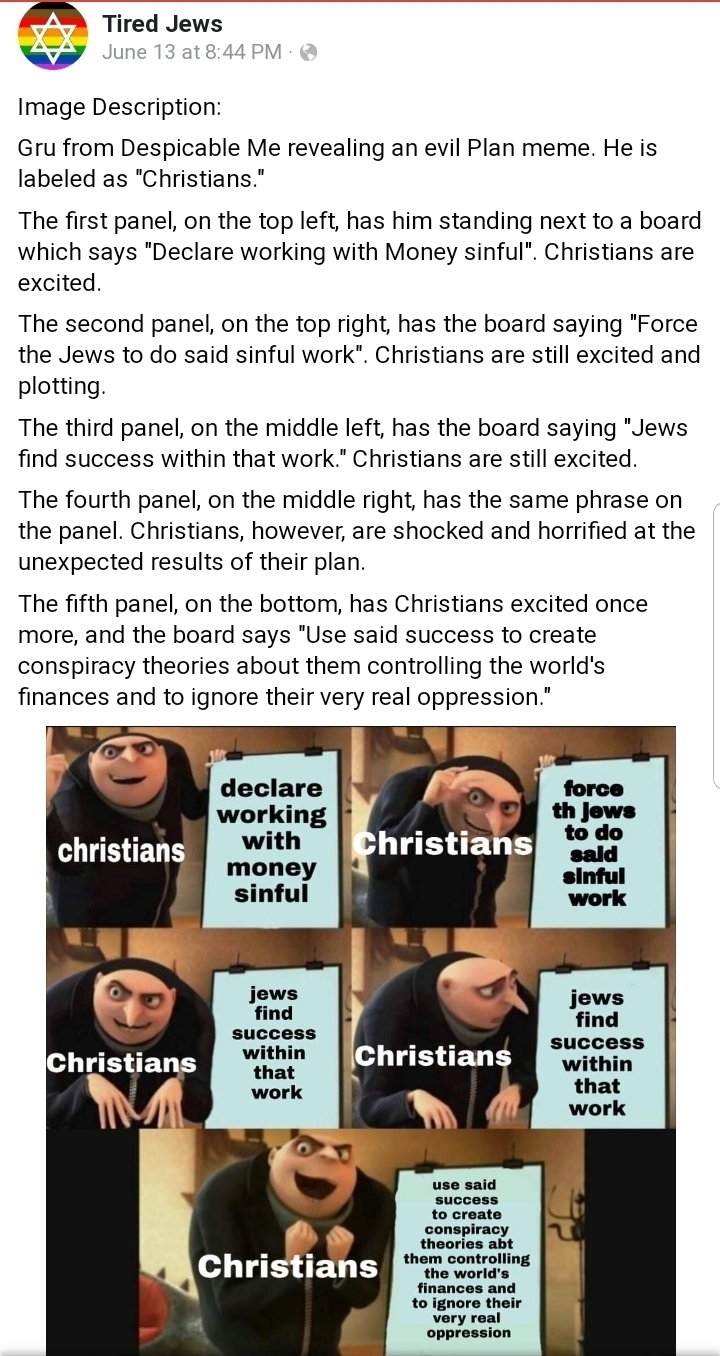 Tired Jews
June 13 at 8:44 PM ·
Image Description:
Gru from Despicable Me revealing an evil Plan meme. He is
labeled as "Christians."
The first panel, on the top left, has him standing next to a board
which says "Declare working with Money sinful". Christians are
excited.
The second panel, on the top right, has the board saying "Force
the Jews to do said sinful work". Christians are still excited and
plotting.
The third panel, on the middle left, has the board saying "Jews
find success within that work." Christians are still excited.
The fourth panel, on the middle right, has the same phrase on
the panel. Christians, however, are shocked and horrified at the
unexpected results of their plan.
The fifth panel, on the bottom, has Christians excited once
more, and the board says "Use said success to create
conspiracy theories about them controlling the world's
finances and to ignore their very real oppression."
christians
declare
working
with
money
sinful
Christians
force
th Jews
to do
said
sinful
work
Christians
jews
find
success
within
that
work
Christians
jews
find
success
within
that
work
Christians
use said
success
to create
conspiracy
theories abt
them controlling
the world's
finances and
to ignore their
very real
oppression